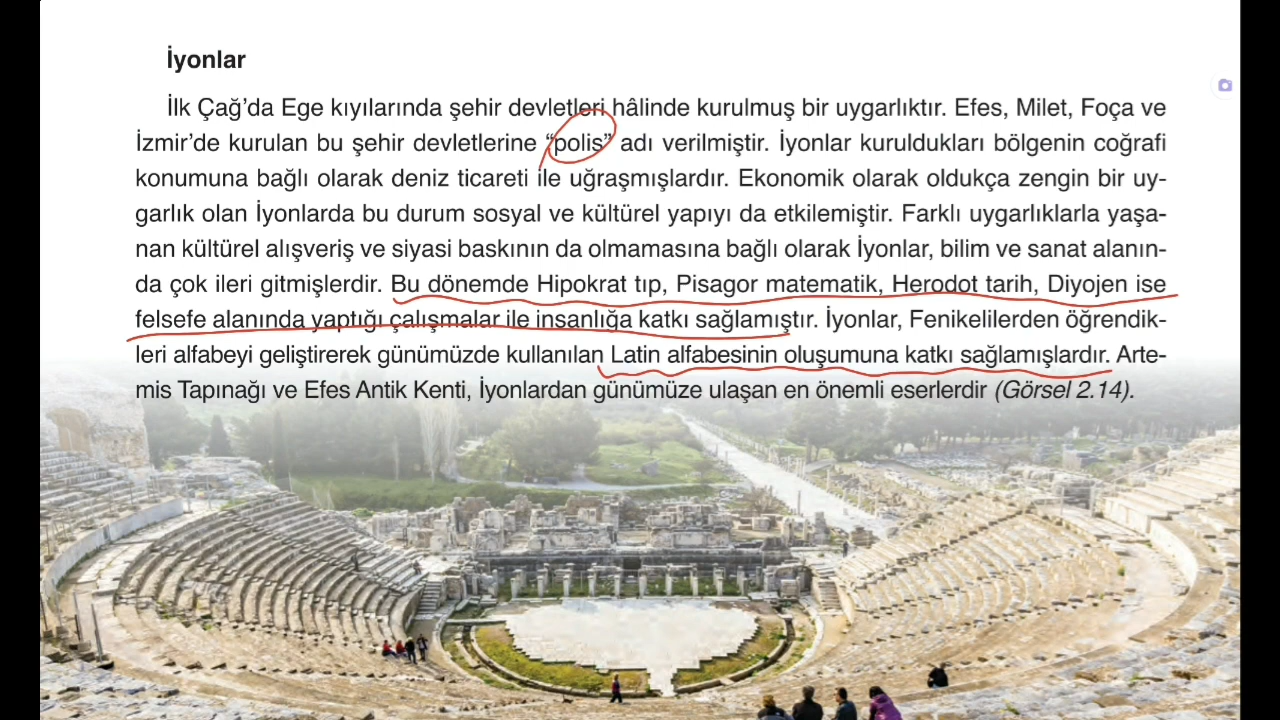 İyonlar
İlk Çağ’da Ege kıyılarında şehir devletleri hâlinde kurulmuş bir uygarlıktır. Efes, Milet, Foça ve
İzmir’de kurulan bu şehir devletlerine “polis” adı verilmiştir. İyonlar kuruldukları bölgenin coğrafi
konumuna bağlı olarak deniz ticareti ile uğraşmışlardır. Ekonomik olarak oldukça zengin bir uy-
garlık olan İyonlarda bu durum sosyal ve kültürel yapıyı da etkilemiştir. Farklı uygarlıklarla yaşa-
nan kültürel alışveriş ve siyasi baskının da olmamasına bağlı olarak İyonlar, bilim ve sanat alanın-
da çok ileri gitmişlerdir. Bu dönemde Hipokrat tıp, Pisagor matematik, Herodot tarih, Diyojen ise
felsefe alanında yaptığı çalışmalar ile insanlığa katkı sağlamıştır. İyonlar, Fenikelilerden öğrendik-
leri alfabeyi geliştirerek günümüzde kullanılan Latin alfabesinin oluşumuna katkı sağlamışlardır. Arte-
mis Tapınağı ve Efes Antik Kenti, İyonlardan günümüze ulaşan en önemli eserlerdir (Görsel 2.14).